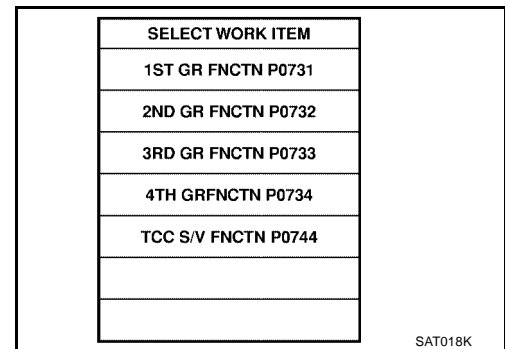 SELECT WORK ITEM
1ST GR FNCTN P0731
2ND GR FNCTN P0732
3RD GR FNCTN P0733
4TH GRFNCTN P0734
TCC S/V FNCTN P0744
SAT018K